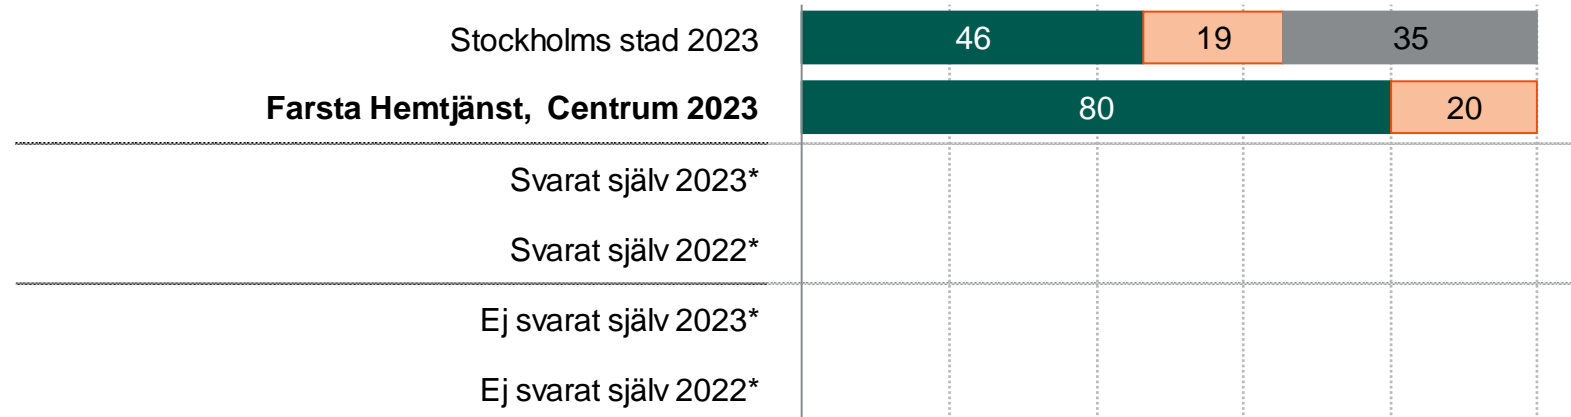 Stockholms stad 2023 46 19 35
Farsta Hemtjänst, Centrum 2023 80 20
Svarat själv 2023*
Svarat själv 2022*
Ej svarat själv 2023*
Ej svarat själv 2022*